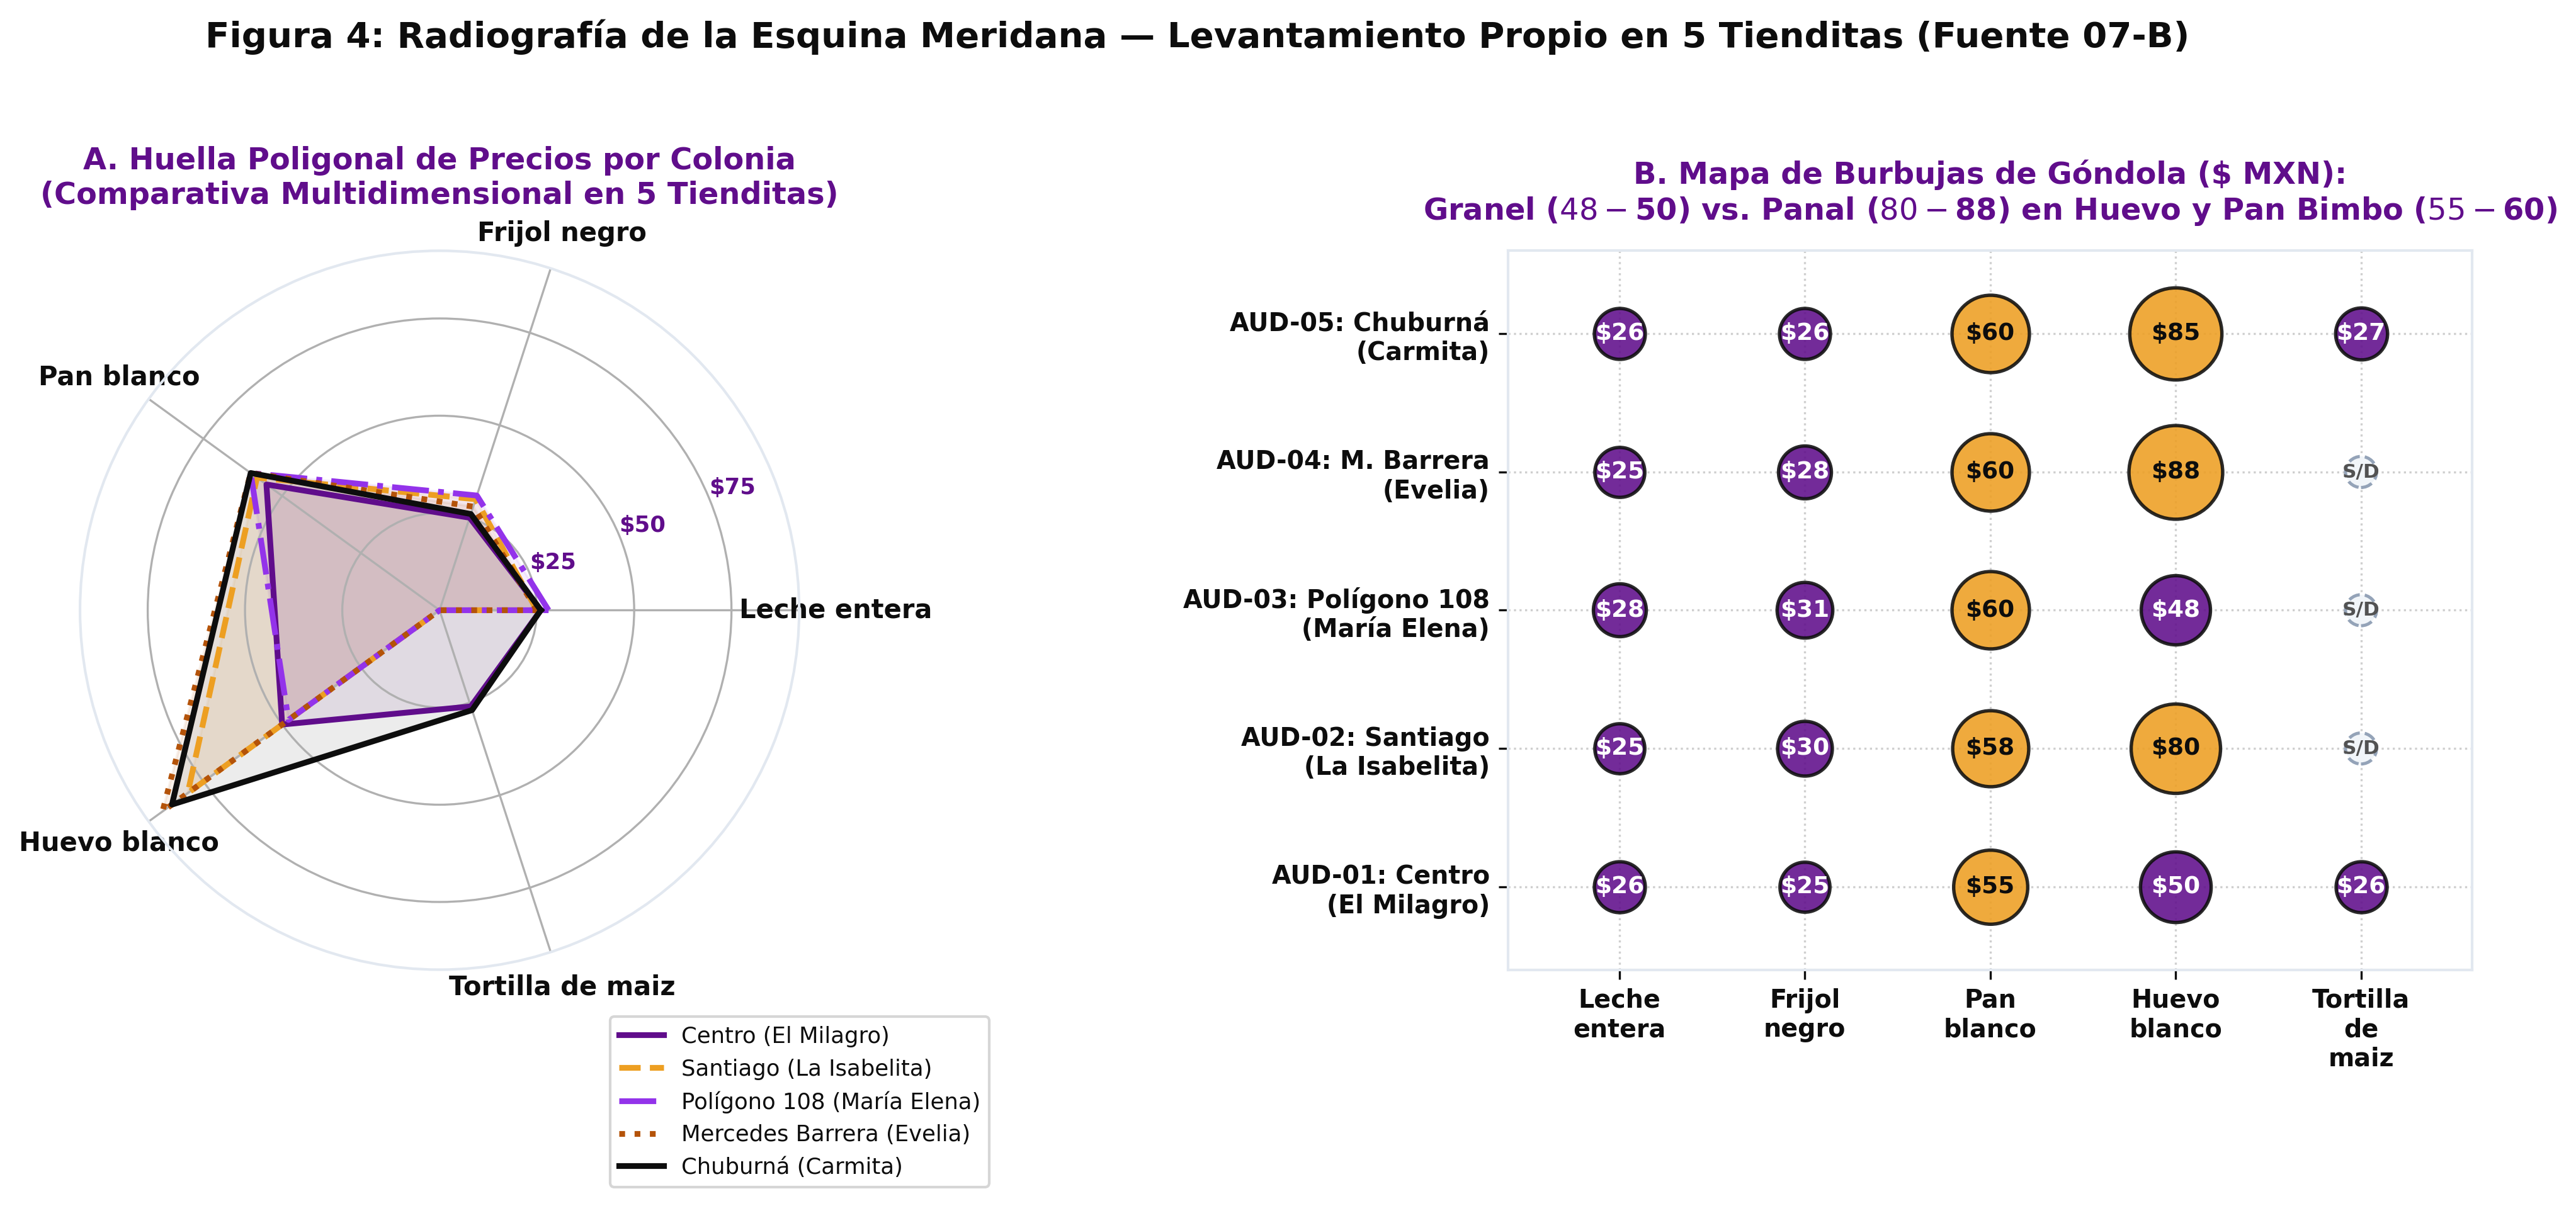 Figura 4: Radiografía de la Esquina Meridana — Levantamiento Propio en 5 Tienditas (Fuente 07-B)
A. Huella Poligonal de Precios por Colonia
(Comparativa Multidimensional en 5 Tienditas)
Frijol negro
Pan blanco
$75
$50
$25
Leche entera
Huevo blanco
Tortilla de maiz
Centro (El Milagro)
Santiago (La Isabelita)
Polígono 108 (María Elena)
Mercedes Barrera (Evelia)
Chuburná (Carmita)
B. Mapa de Burbujas de Góndola ($ MXN):
Granel (48 − 50) vs. Panal (80 − 88) en Huevo y Pan Bimbo (55 − 60)
AUD-05: Chuburná
(Carmita)
$26 $26 $60 $85 $27
AUD-04: M. Barrera
(Evelia)
$25 $28 $60 $88 S/D
AUD-03: Polígono 108
(María Elena)
$28 $31 $60 $48 S/D
AUD-02: Santiago
(La Isabelita)
$25 $30 $58 $80 S/D
AUD-01: Centro
(El Milagro)
$26 $25 $55 $50 $26
Leche
entera
Frijol
negro
Pan
blanco
Huevo
blanco
Tortilla
de
maiz